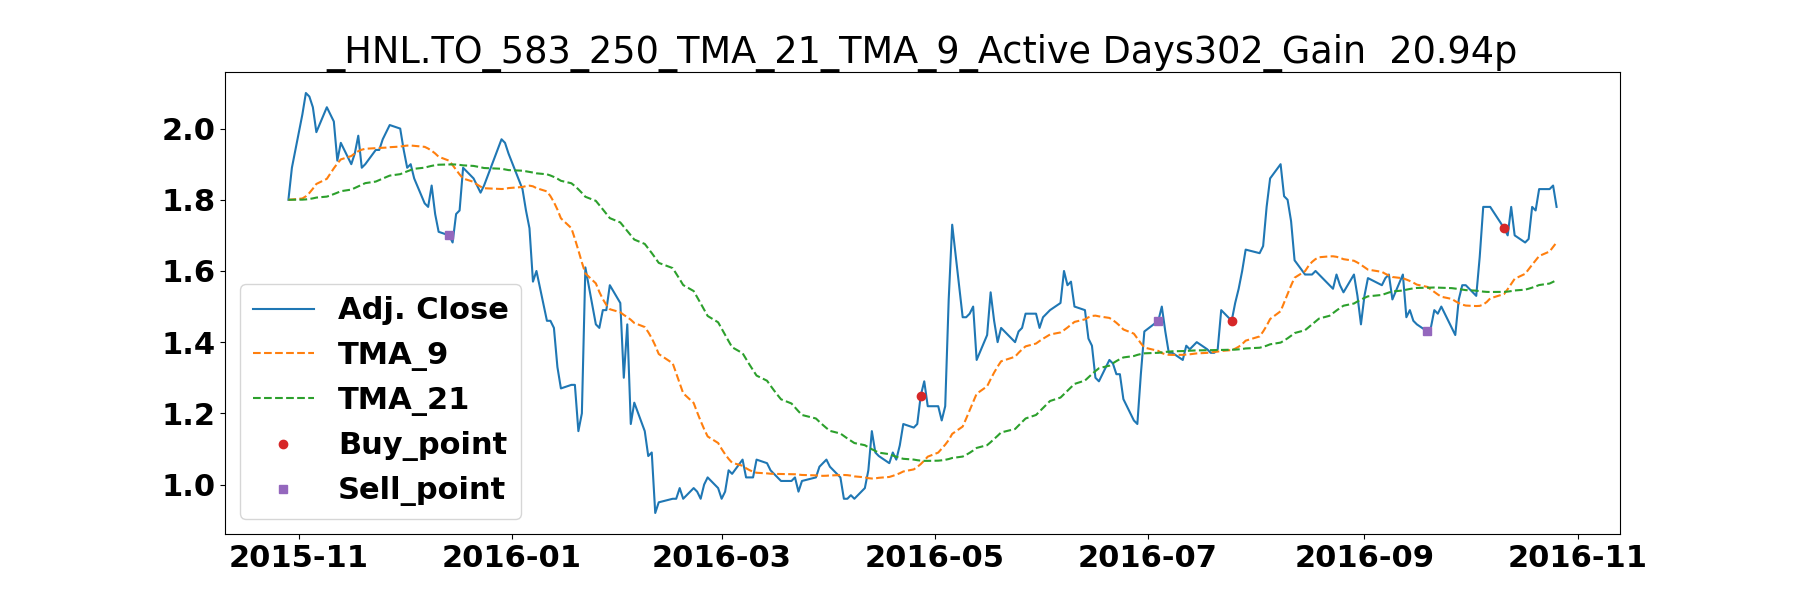 _HNL.TO_583_250_TMA_21_TMA_9_Active Days302_Gain  20.94p
2.0
1.8
1.6
1.4
1.2
1.0
Adj. Close
TMA_9
TMA_21
Buy_point
Sell_point
2015-11 2016-01 2016-03 2016-05 2016-07 2016-09 2016-11